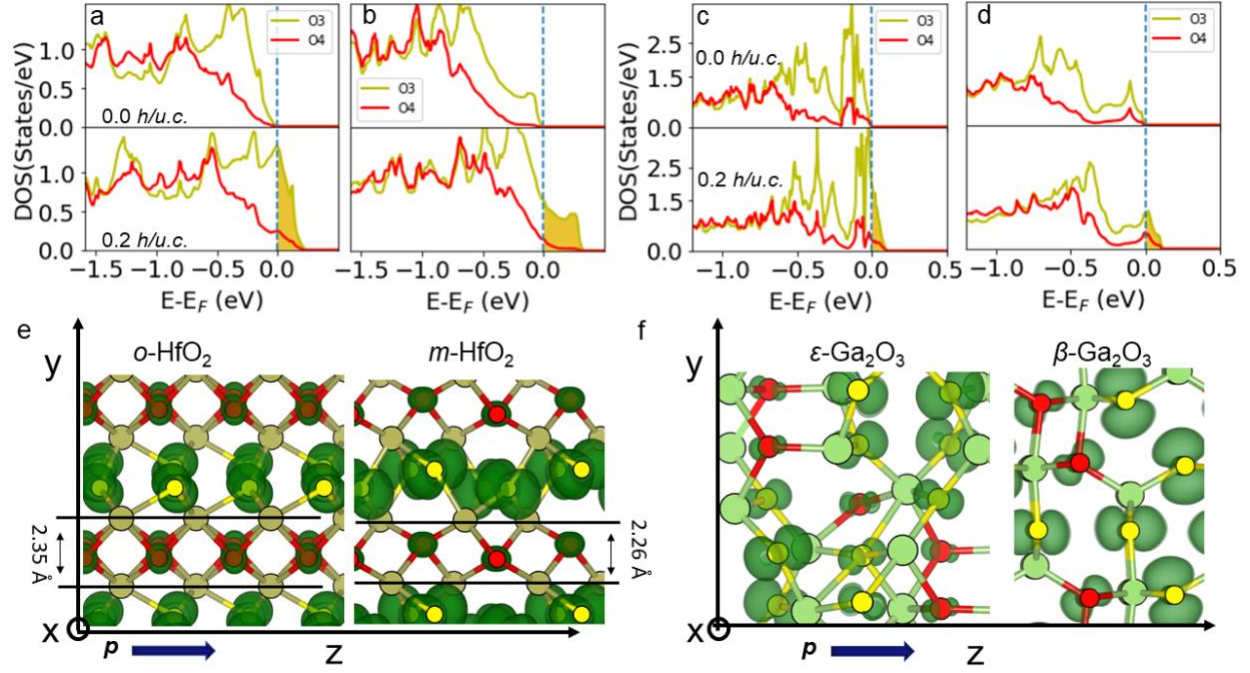 a
b
c
d
O3
O4
O3
O4
O3
O4
O3
O4
DOS(States/eV)
DOS(States/eV)
1.0
0.5
0.0
1.0
0.5
0.0
2.5
1.5
0.0
2.5
1.5
0.0
0.0 h/u.c.
0.2 h/u.c.
0.0 h/u.c.
0.2 h/u.c.
−1.5 −1.0 −0.5 0.0
−1.5 −1.0 −0.5 0.0 0.5
−1.0 −0.5 0.0
−1.0 −0.5 0.0 0.5
E-E_F (eV)
E-E_F (eV)
E-E_F (eV)
E-E_F (eV)
e
y
o-HfO₂
m-HfO₂
2.35 Å
2.26 Å
x
p
z
f
y
ε-Ga₂O₃
β-Ga₂O₃
x
p
z